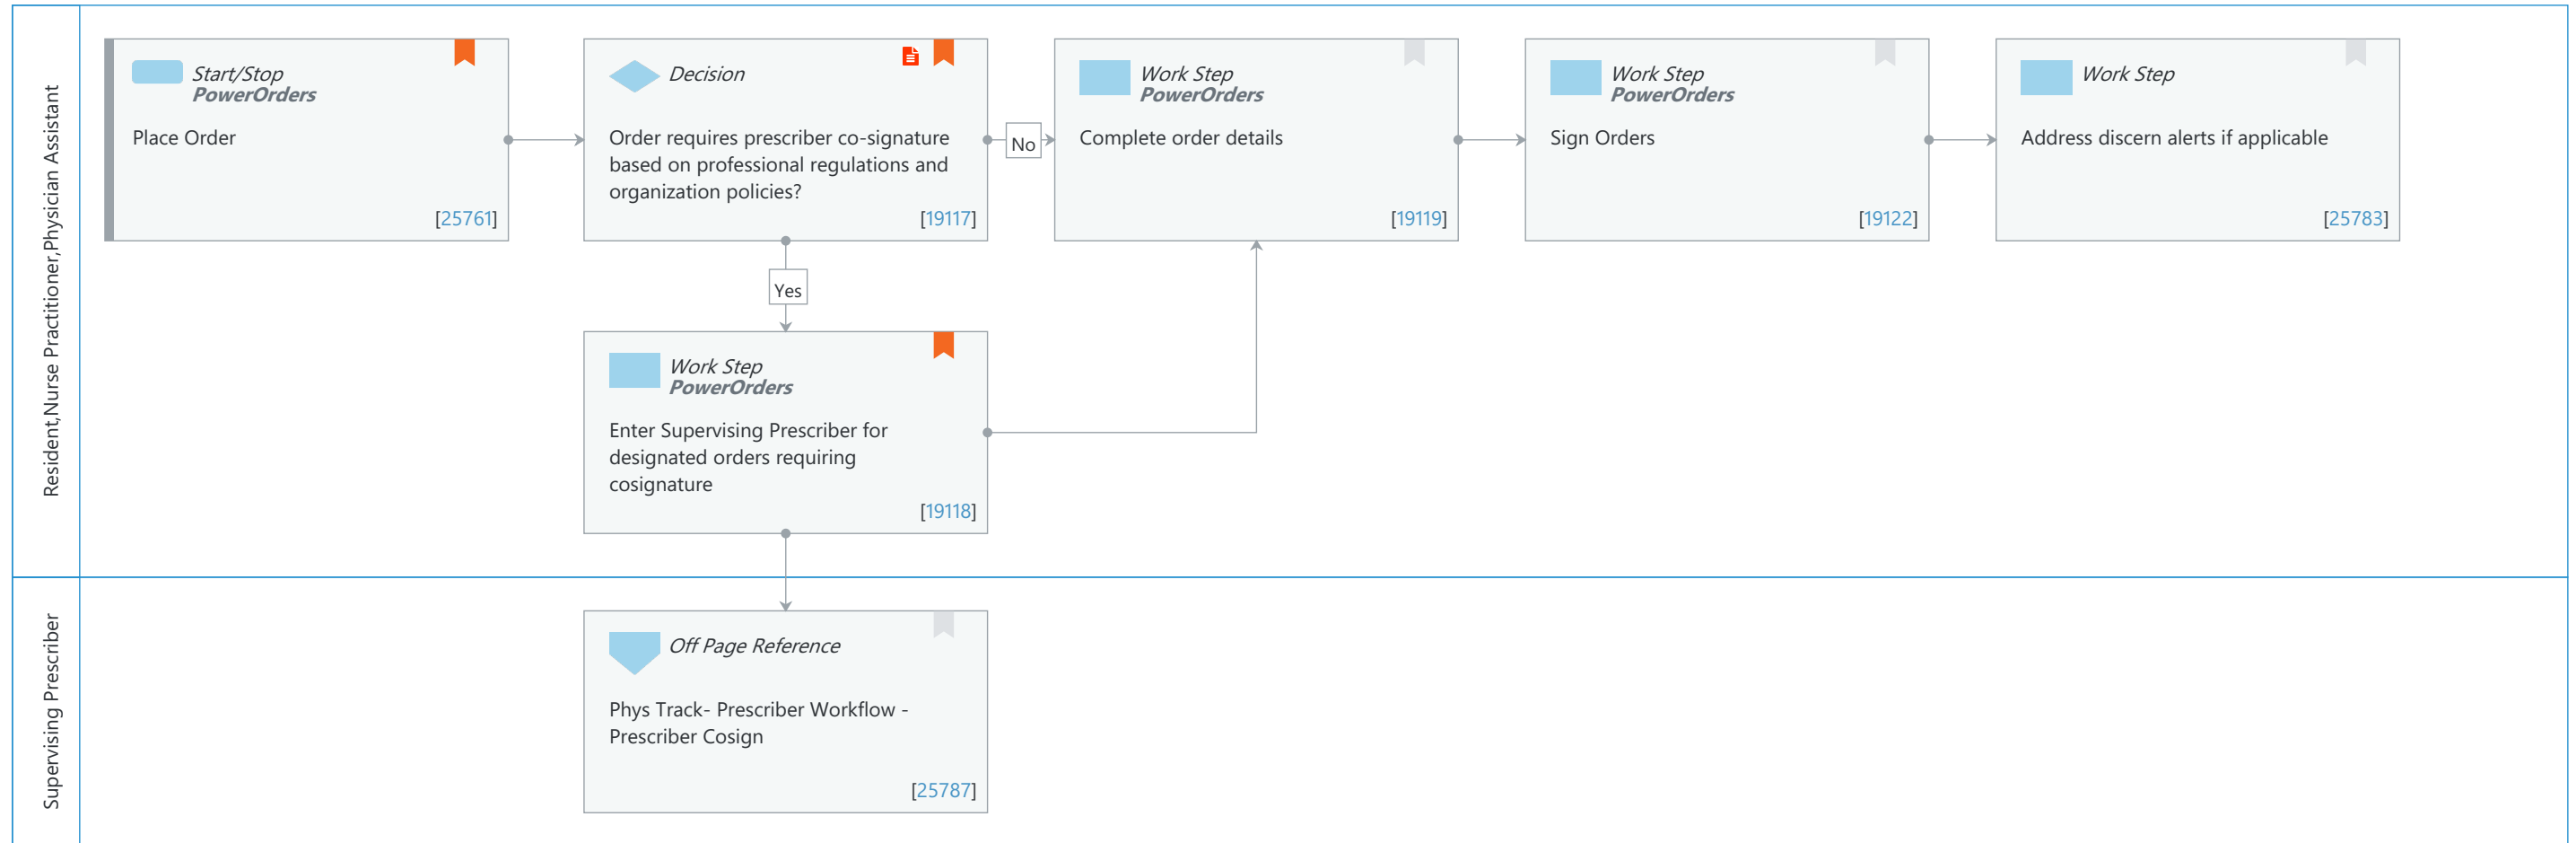 Resident,Nurse Practitioner,Physician Assistant
Start/Stop
PowerOrders
Place Order
[25761]
Decision
Order requires prescriber co-signature
based on professional regulations and
organization policies?
[19117]
No
Work Step
PowerOrders
Complete order details
[19119]
Work Step
PowerOrders
Sign Orders
[19122]
Work Step
Address discern alerts if applicable
[25783]
Yes
Work Step
PowerOrders
Enter Supervising Prescriber for
designated orders requiring
cosignature
[19118]
Supervising Prescriber
Off Page Reference
Phys Track- Prescriber Workflow -
Prescriber Cosign
[25787]